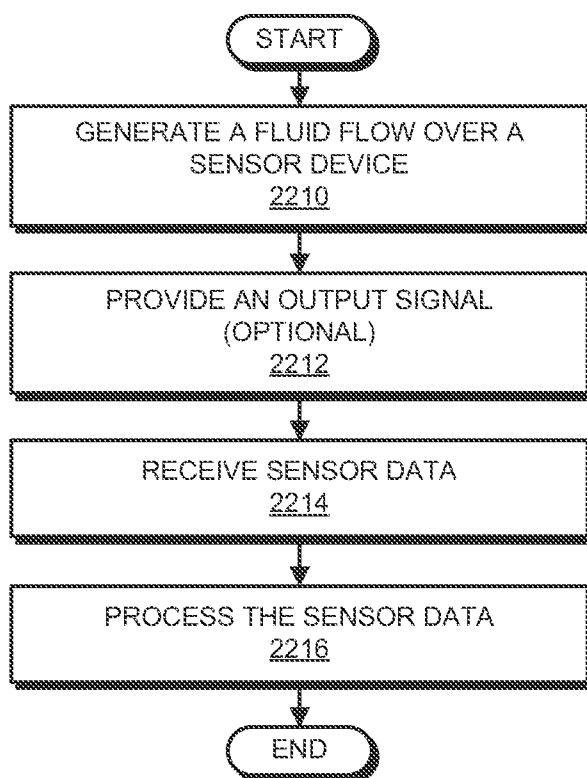 START
GENERATE A FLUID FLOW OVER A
SENSOR DEVICE
2210
PROVIDE AN OUTPUT SIGNAL
(OPTIONAL)
2212
RECEIVE SENSOR DATA
2214
PROCESS THE SENSOR DATA
2216
END